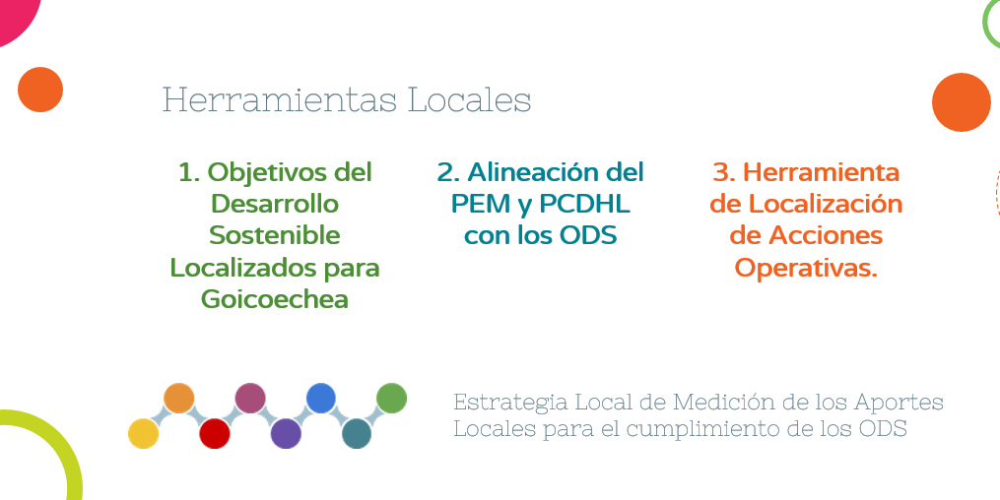 Herramientas Locales
1. Objetivos del
Desarrollo
Sostenible
Localizados para
Goicoechea
2. Alineación del
PEM y PCDHL
con los ODS
3. Herramienta
de Localización
de Acciones
Operativas.
Estrategia Local de Medición de los Aportes
Locales para el cumplimiento de los ODS